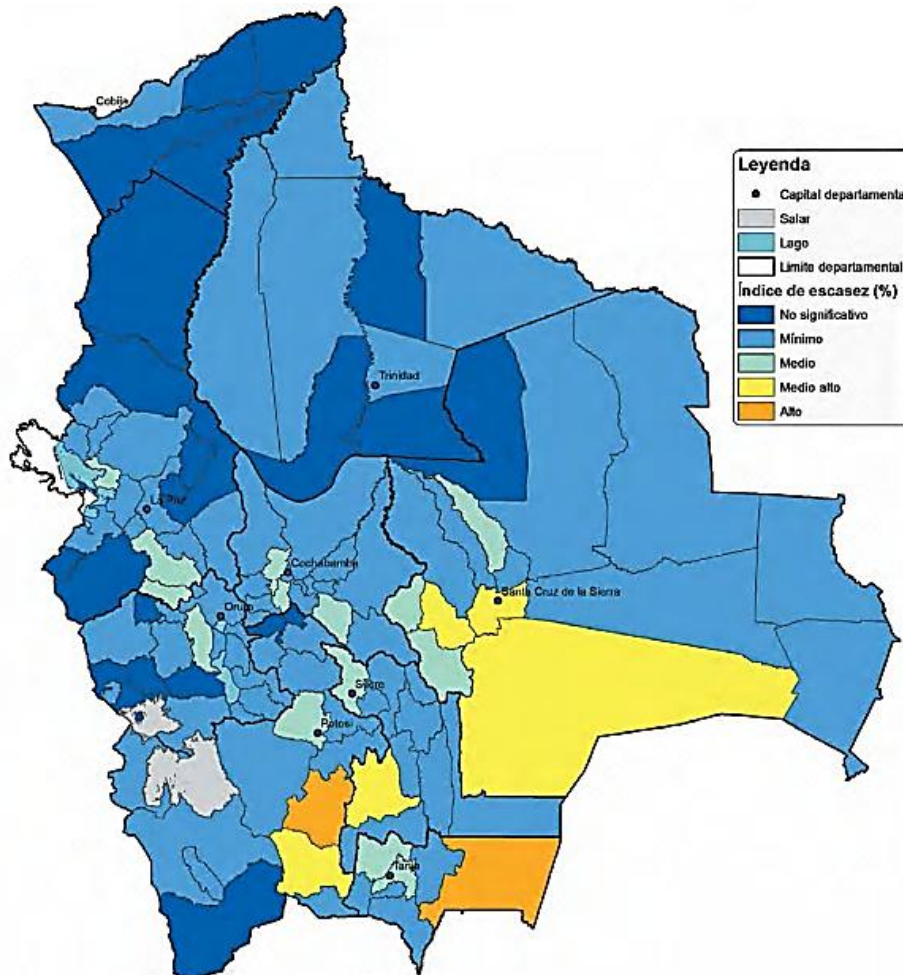 Cobija
Leyenda
Capital departamental
Salar
Lago
Límite departamental
Índice de escasez (%)
No significativo
Mínimo
Medio
Medio alto
Alto
Trinidad
La Paz
Cochabamba
Santa Cruz de la Sierra
Oruro
Sucre
Potosí
Tarija